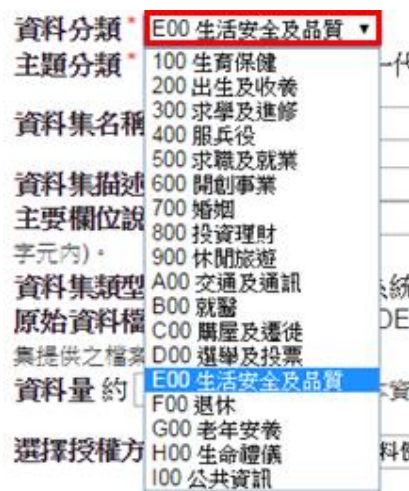 資料分類* E00 生活安全及品質
主題分類* 100 生育保健
200 出生及收養
資料集名稱 300 求學及進修
400 服兵役
500 求職及就業
資料集描述 600 開創事業
主要欄位說 700 婚姻
800 投資理財
字元內)。 900 休閒旅遊
資料集類型 A00 交通及通訊 系統
原始資料檔 B00 就醫 DE
C00 購屋及遷徙
集提供之檔案 D00 選舉及投票
資料量 約 E00 生活安全及品質 資
F00 退休
G00 老年安養
選擇授權方 H00 生命禮儀 料
I00 公共資訊